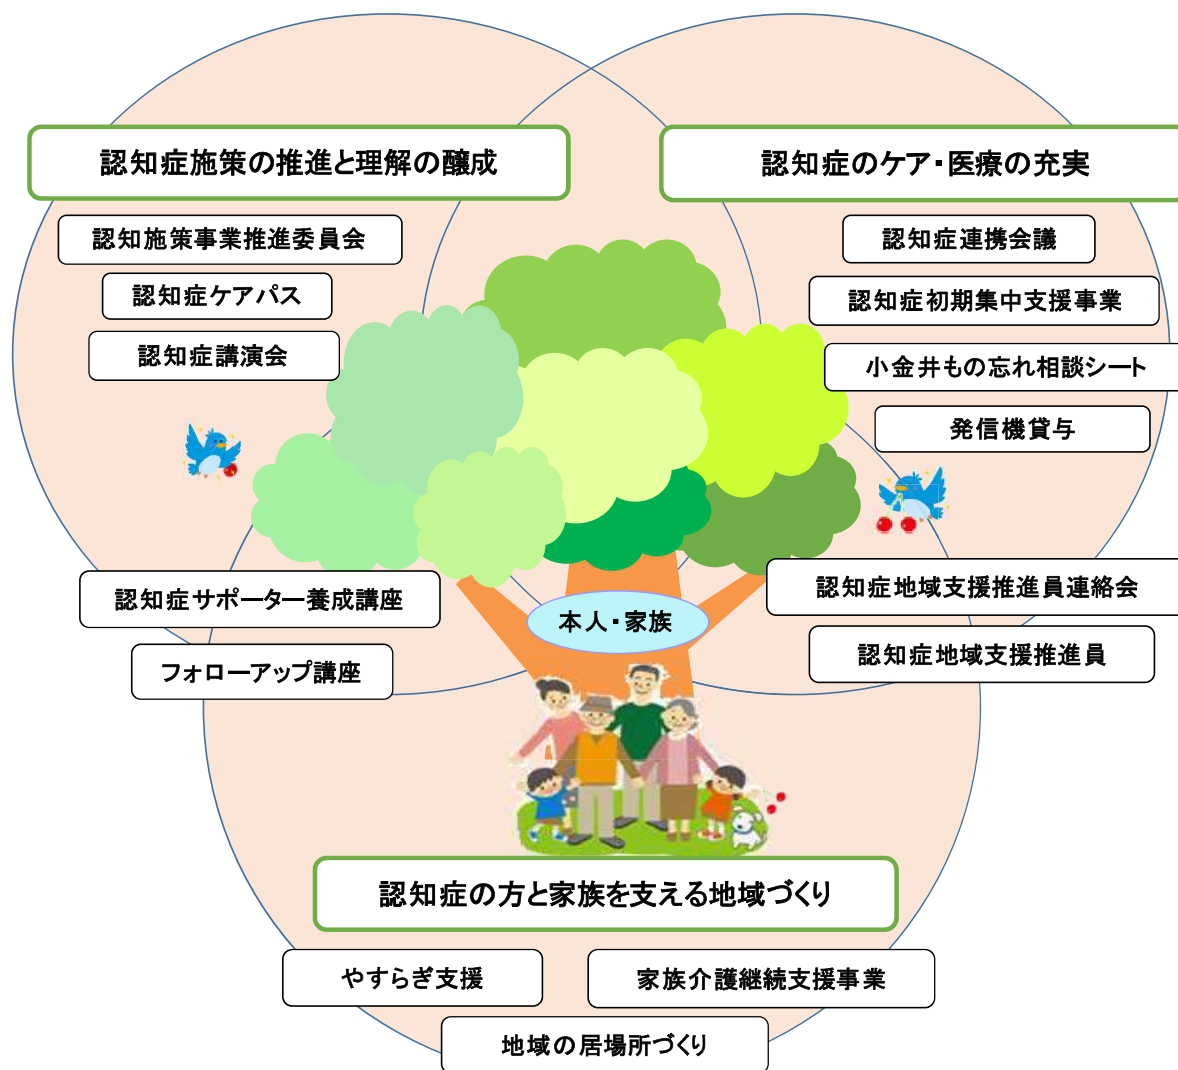 認知症施策の推進と理解の醸成
認知施策事業推進委員会
認知症ケアパス
認知症講演会
認知症のケア・医療の充実
認知症連携会議
認知症初期集中支援事業
小金井もの忘れ相談シート
発信機貸与
認知症サポーター養成講座
フォローアップ講座
認知症地域支援推進員連絡会
認知症地域支援推進員
本人・家族
認知症の方と家族を支える地域づくり
やすらぎ支援
家族介護継続支援事業
地域の居場所づくり